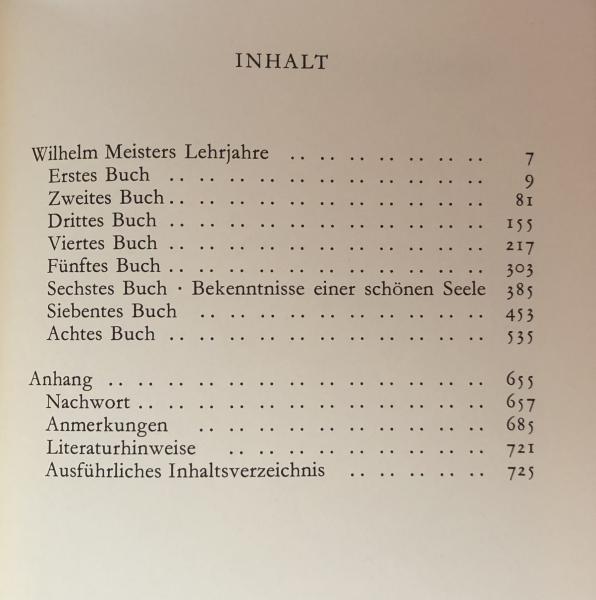 INHALT
Wilhelm Meisters Lehrjahre .. .. .. .. .. .. .. 7
Erstes Buch .. .. .. .. .. .. .. .. .. .. .. 9
Zweites Buch .. .. .. .. .. .. .. .. .. .. .. 81
Drittes Buch .. .. .. .. .. .. .. .. .. .. .. 155
Viertes Buch .. .. .. .. .. .. .. .. .. .. .. 217
Fünftes Buch .. .. .. .. .. .. .. .. .. .. .. 303
Sechstes Buch · Bekenntnisse einer schönen Seele 385
Siebentes Buch .. .. .. .. .. .. .. .. .. .. 453
Achtes Buch .. .. .. .. .. .. .. .. .. .. .. 535
Anhang .. .. .. .. .. .. .. .. .. .. .. .. .. 655
Nachwort .. .. .. .. .. .. .. .. .. .. .. .. 657
Anmerkungen .. .. .. .. .. .. .. .. .. .. 685
Literaturhinweise .. .. .. .. .. .. .. .. .. 721
Ausführliches Inhaltsverzeichnis .. .. .. .. .. 725